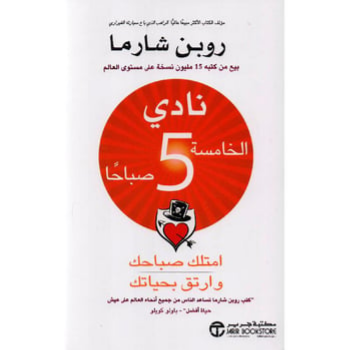 مؤلف الكتاب الأكثر مبيعًا عالميًا الراهب الذي باع سيارته الفيراري
روبن شارما
بيع من كتبه 15 مليون نسخة على مستوى العالم
نادي
الخامسة
5
صباحًا
امتلك صباحك
وارتق بحياتك
"كتب روبن شارما تساعد الناس من جميع أنحاء العالم على عيش
حياة أفضل" - باولو كويلو
مكتبة جرير
JARIR BOOKSTORE